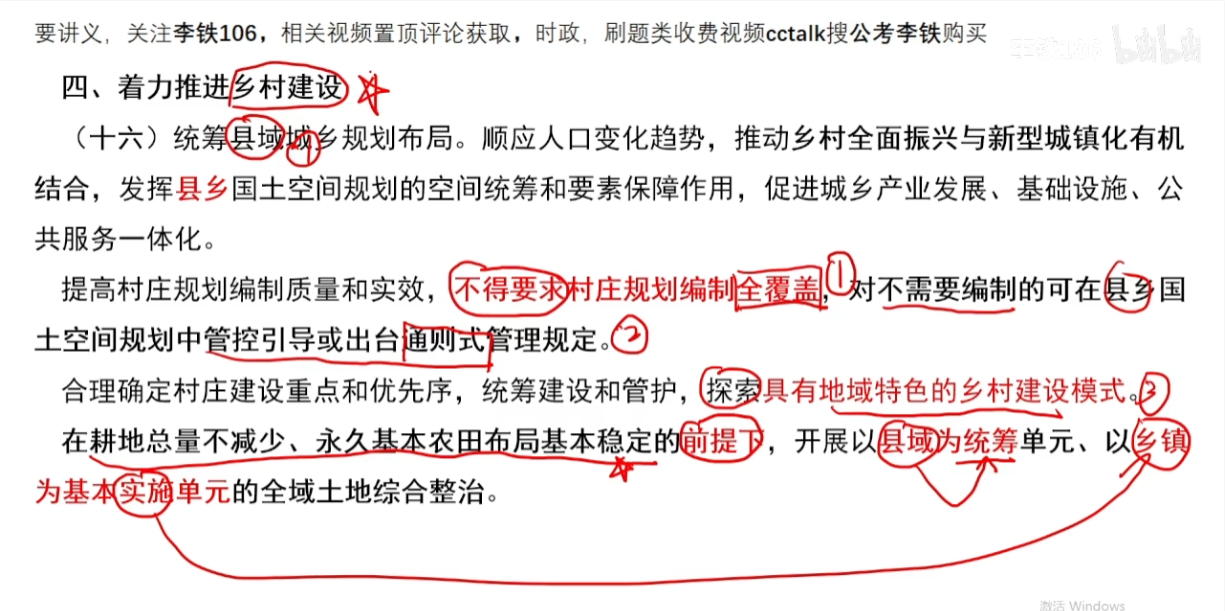 要讲义，关注李铁106，相关视频置顶评论获取，时政，刷题类收费视频cctalk搜公考李铁购买
bilibili
四、着力推进乡村建设
（十六）统筹县域城乡规划布局。顺应人口变化趋势，推动乡村全面振兴与新型城镇化有机
1
结合，发挥县乡国土空间规划的空间统筹和要素保障作用，促进城乡产业发展、基础设施、公
共服务一体化。
提高村庄规划编制质量和实效，不得要求村庄规划编制全覆盖，对不需要编制的可在县乡国
1
土空间规划中管控引导或出台通则式管理规定。
2
合理确定村庄建设重点和优先序，统筹建设和管护，探索具有地域特色的乡村建设模式。
3
在耕地总量不减少、永久基本农田布局基本稳定的前提下，开展以县域为统筹单元、以乡镇
为基本实施单元的全域土地综合整治。
激活 Windows